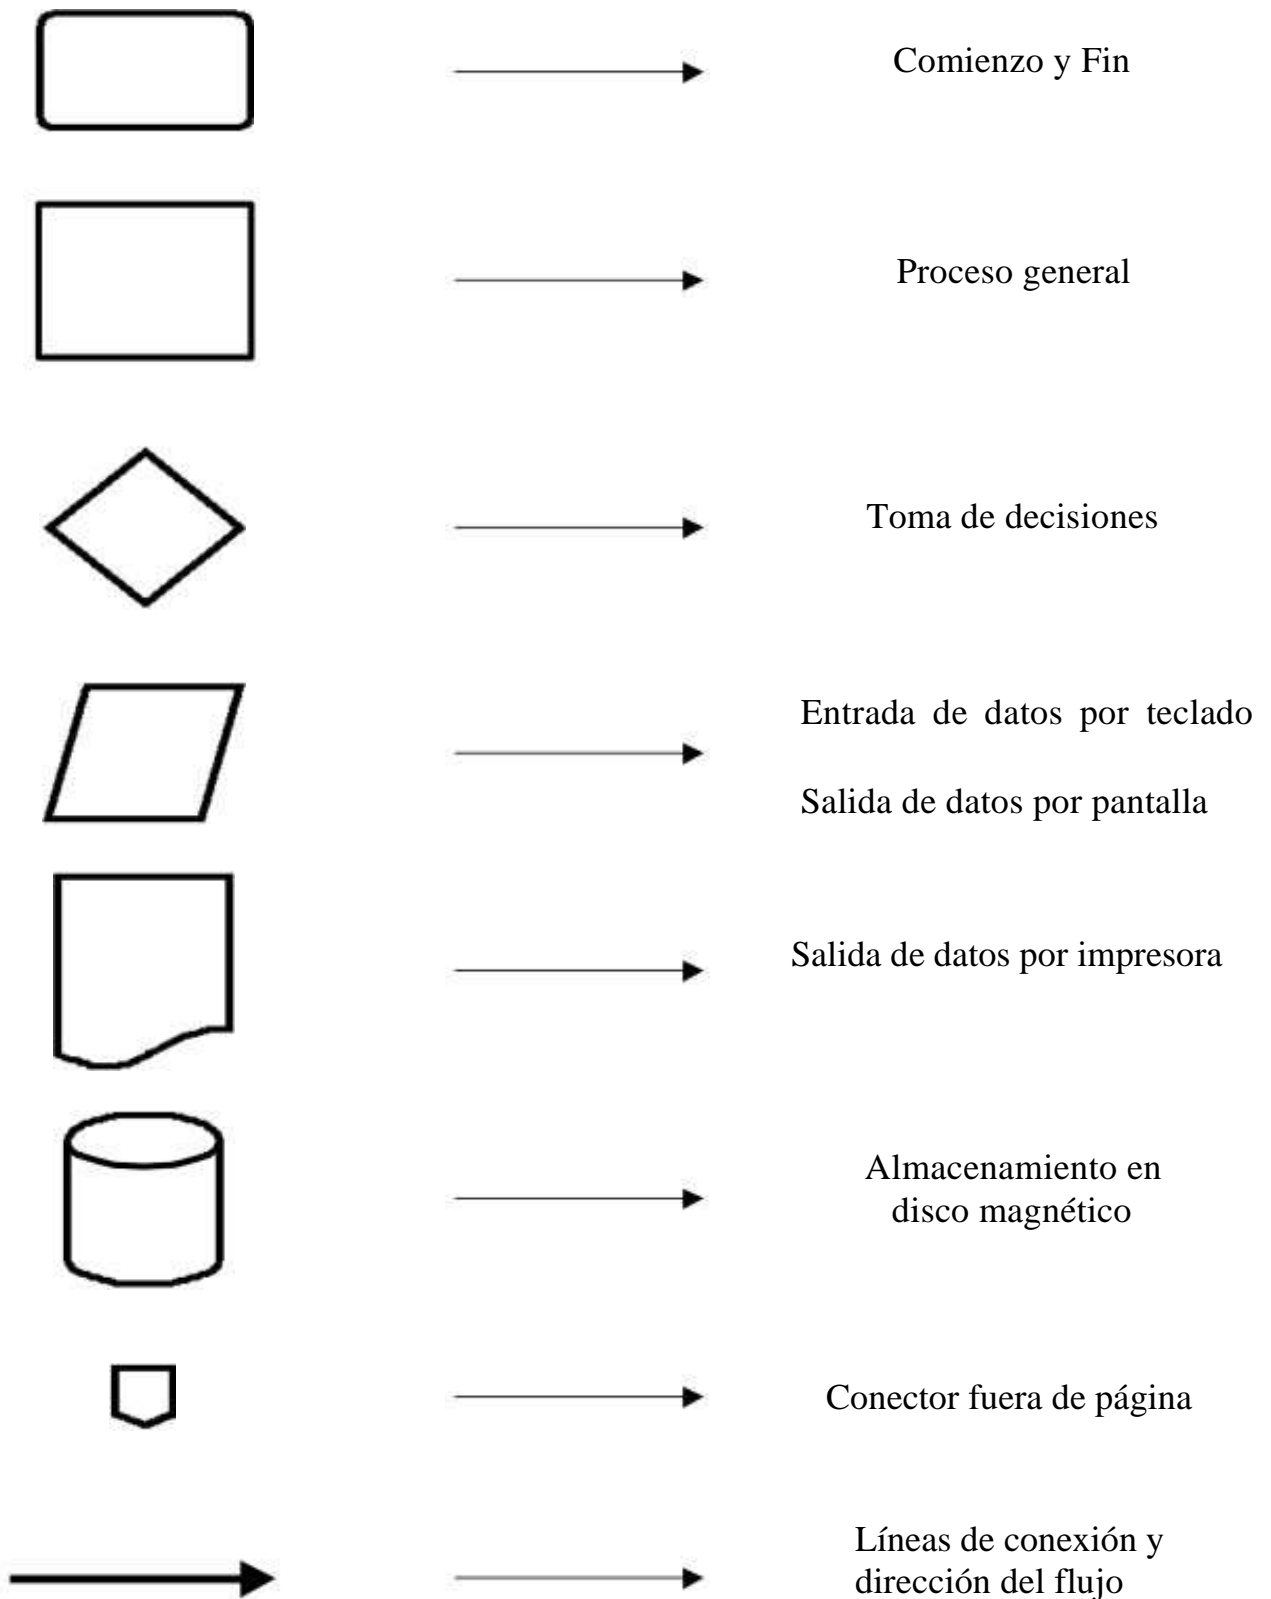 Comienzo y Fin
Proceso general
Toma de decisiones
Entrada de datos por teclado
Salida de datos por pantalla
Salida de datos por impresora
Almacenamiento en
disco magnético
Conector fuera de página
Líneas de conexión y
dirección del flujo